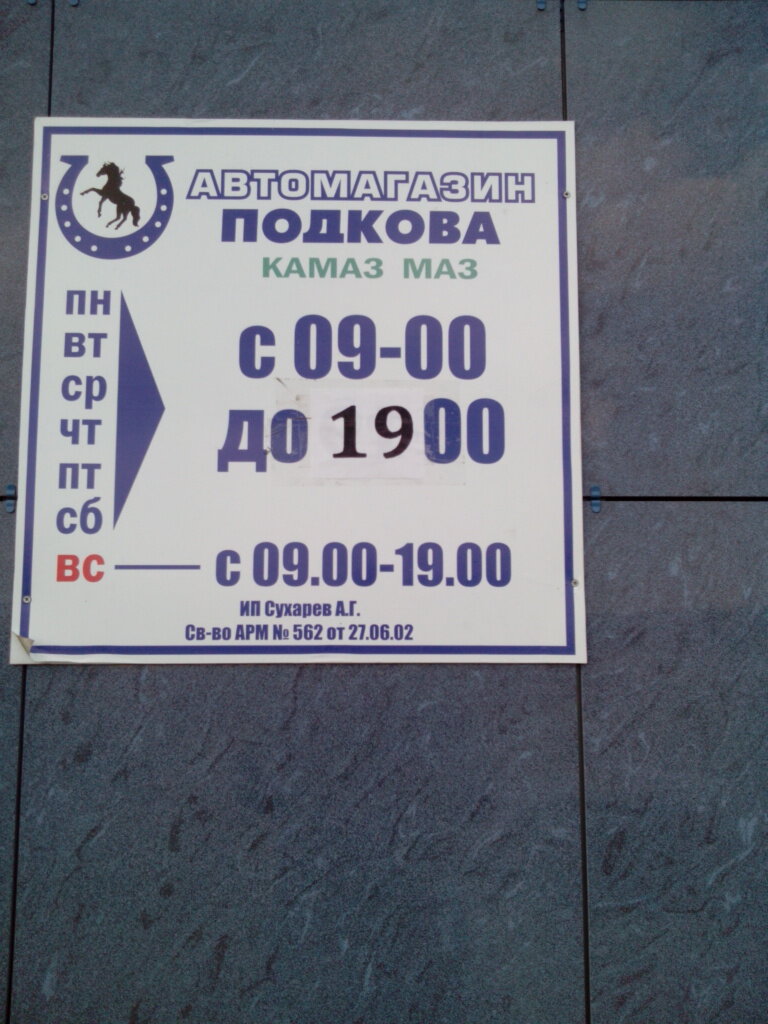 АВТОМАГАЗИН
ПОДКОВА
КАМАЗ МАЗ
пн
вт
ср
чт
пт
сб
с 09-00
до 1900
вс
с 09.00-19.00
ИП Сухарев А.Г.
Св-во АРМ № 562 от 27.06.02